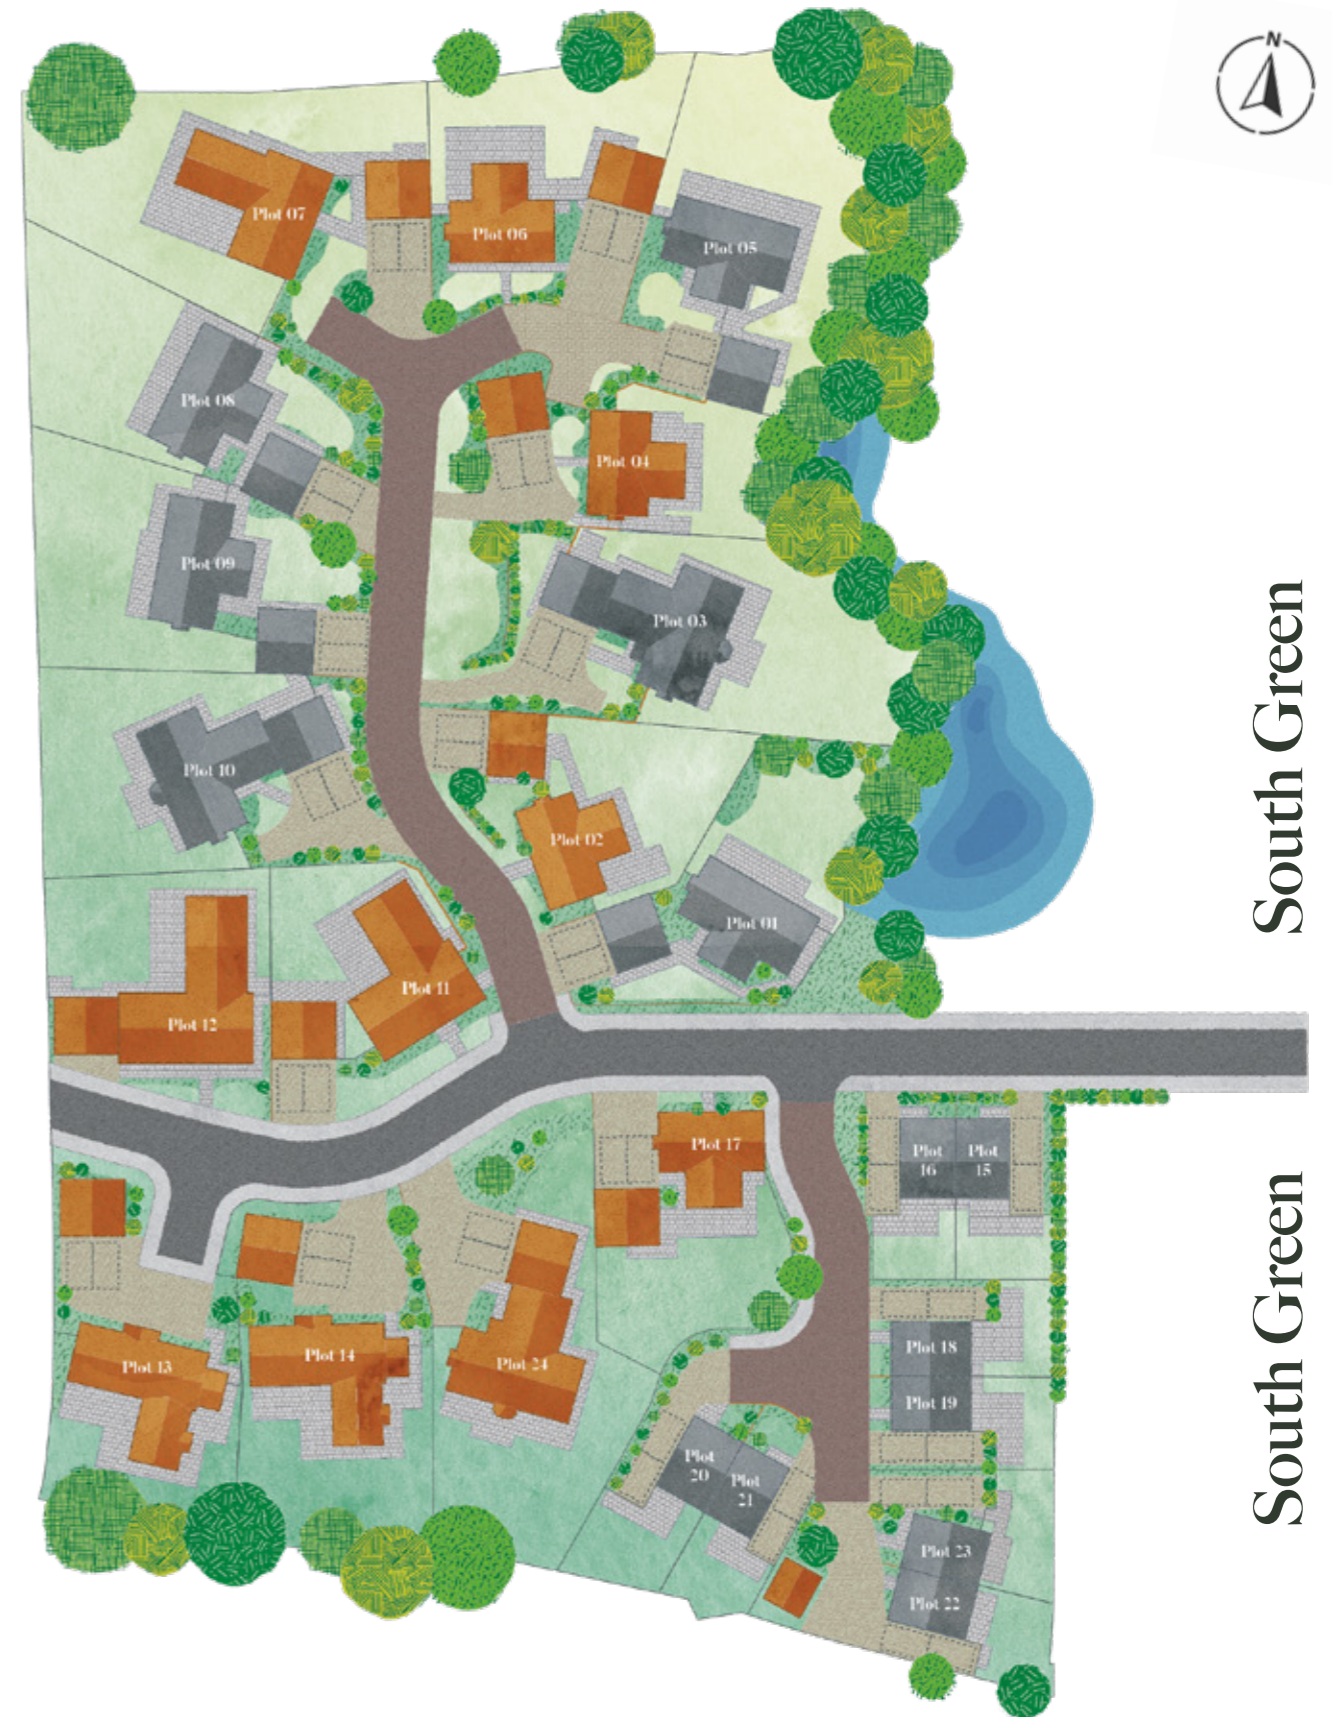 N
Plot 07
Plot 06
Plot 05
Plot 08
Plot 04
Plot 09
Plot 03
Plot 10
Plot 02
Plot 01
Plot 11
Plot 12
South Green
Plot 17
Plot
16
Plot
15
Plot 13
Plot 14
Plot 24
Plot 18
Plot 19
Plot
20
Plot
21
Plot 23
Plot 22
South Green